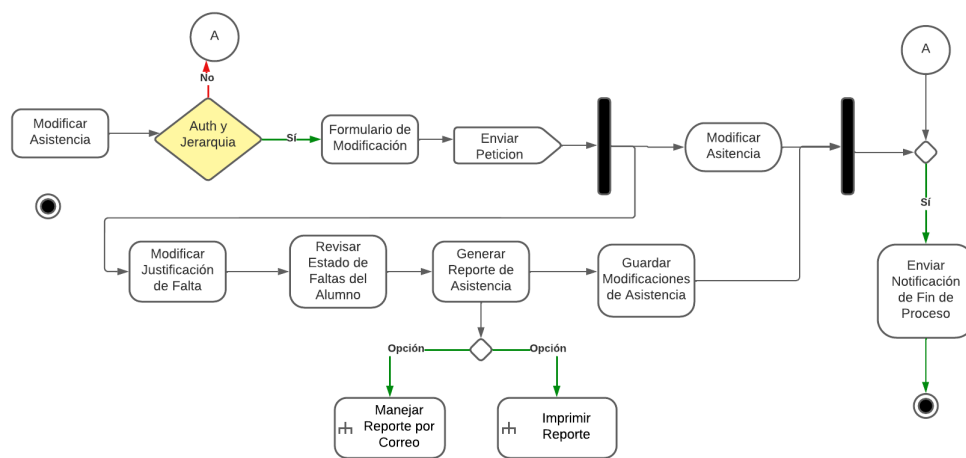 A
No
Modificar
Asistencia
Auth y
Jerarquia
Sí
Formulario de
Modificación
Enviar
Peticion
Modificar
Asitencia
A
Sí
Modificar
Justificación
de Falta
Revisar
Estado de
Faltas del
Alumno
Generar
Reporte de
Asistencia
Guardar
Modificaciones
de Asistencia
Enviar
Notificación
de Fin de
Proceso
Opción
Opción
Manejar
Reporte por
Correo
Imprimir
Reporte